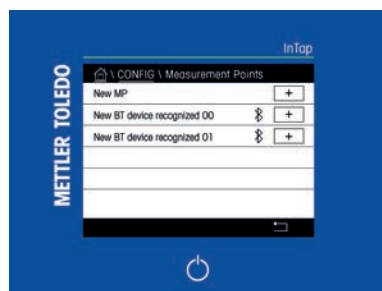 InTap
METTLER TOLEDO
\ CONFIG \ Measurement Points
New MP +
New BT device recognized 00 +
New BT device recognized 01 +